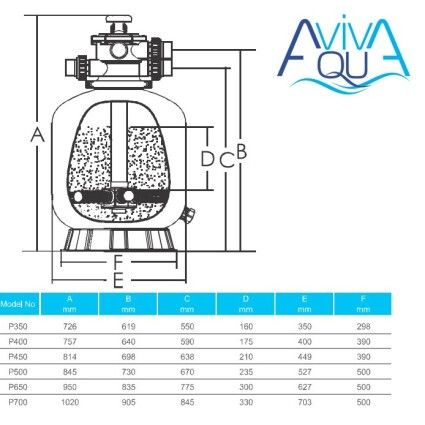 AVIVA
AQUA
A
B
C
D
F
E
Model No A mm B mm C mm D mm E mm F mm
P350 726 619 550 160 350 298
P400 757 640 590 175 400 390
P450 814 698 638 210 449 390
P500 845 730 670 235 527 500
P650 950 835 775 300 627 500
P700 1020 905 845 330 703 500